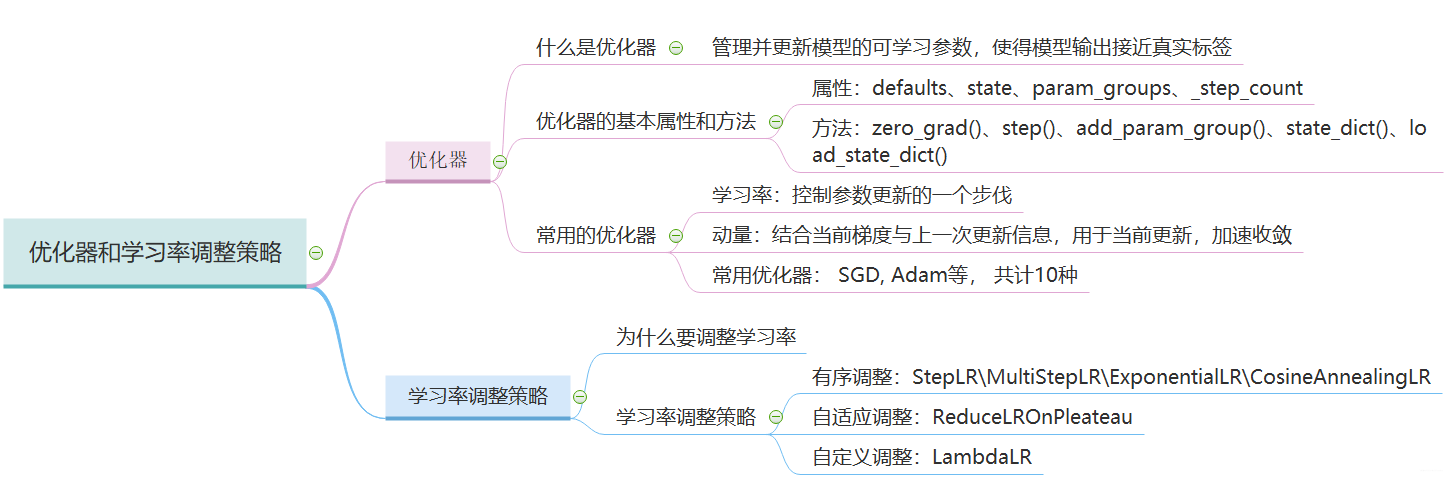 优化器和学习率调整策略
优化器
什么是优化器
管理并更新模型的可学习参数，使得模型输出接近真实标签
优化器的基本属性和方法
属性：defaults、state、param_groups、_step_count
方法：zero_grad()、step()、add_param_group()、state_dict()、lo
ad_state_dict()
常用的优化器
学习率：控制参数更新的一个步伐
动量：结合当前梯度与上一次更新信息，用于当前更新，加速收敛
常用优化器： SGD, Adam等， 共计10种
学习率调整策略
为什么要调整学习率
学习率调整策略
有序调整：StepLR\MultiStepLR\ExponentialLR\CosineAnnealingLR
自适应调整：ReduceLROnPleateau
自定义调整：LambdaLR